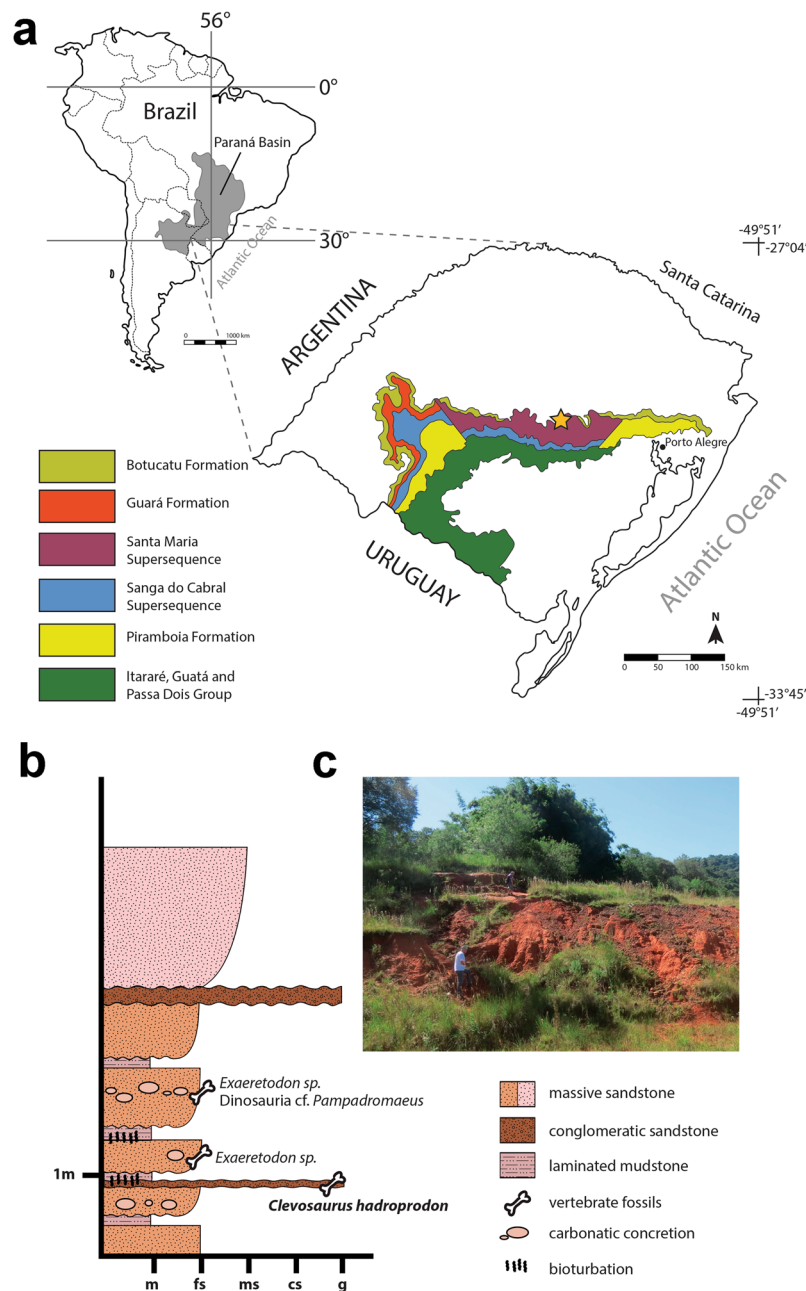 a
56°
0°
Brazil
Paraná Basin
Atlantic Ocean
30°
0 1000 km
-49°51'
-27°04'
Santa Catarina
ARGENTINA
Porto Alegre
URUGUAY
Atlantic Ocean
N
0 50 100 150 km
-33°45'
-49°51'
Botucatu Formation
Guará Formation
Santa Maria
Supersequence
Sanga do Cabral
Supersequence
Piramboia Formation
Itararé, Guatá and
Passa Dois Group
b
Exaeretodon sp.
Dinosauria cf. Pampadromaeus
Exaeretodon sp.
1m
Clevosaurus hadroprodon
m fs ms cs g
c
massive sandstone
conglomeratic sandstone
laminated mudstone
vertebrate fossils
carbonatic concretion
bioturbation